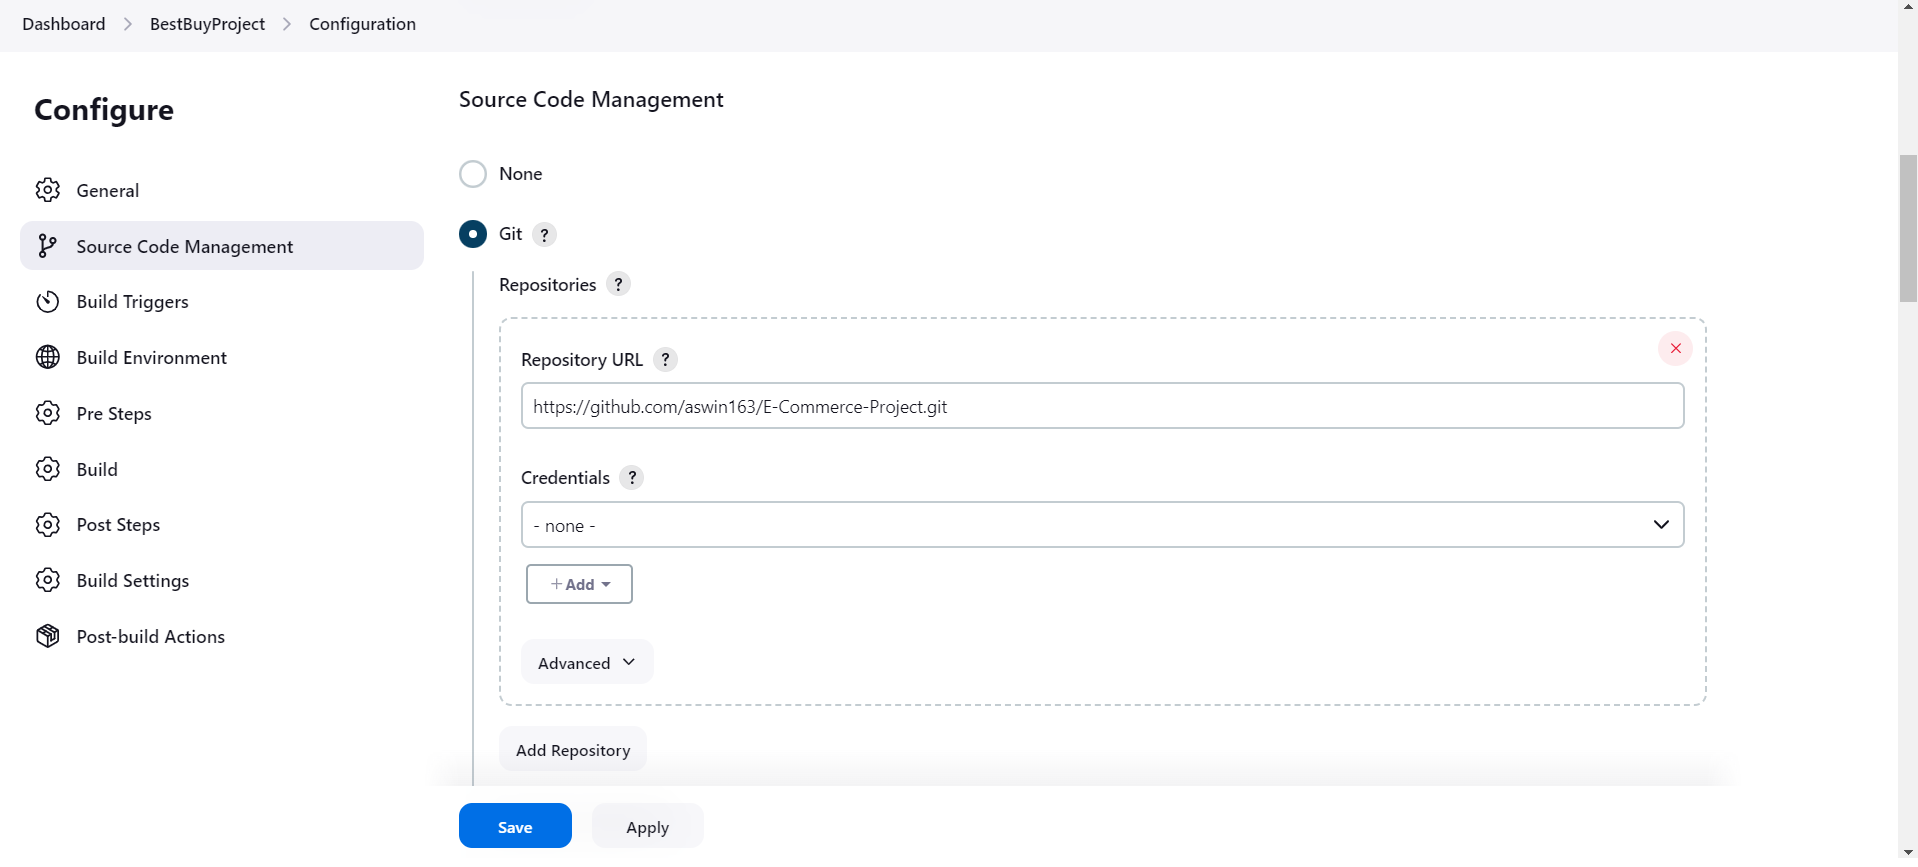 Dashboard > BestBuyProject > Configuration
Configure
General
Source Code Management
Build Triggers
Build Environment
Pre Steps
Build
Post Steps
Build Settings
Post-build Actions
Source Code Management
None
Git ?
Repositories ?
Repository URL ?
https://github.com/aswin163/E-Commerce-Project.git
Credentials ?
- none -
+ Add
Advanced
Add Repository
Save Apply